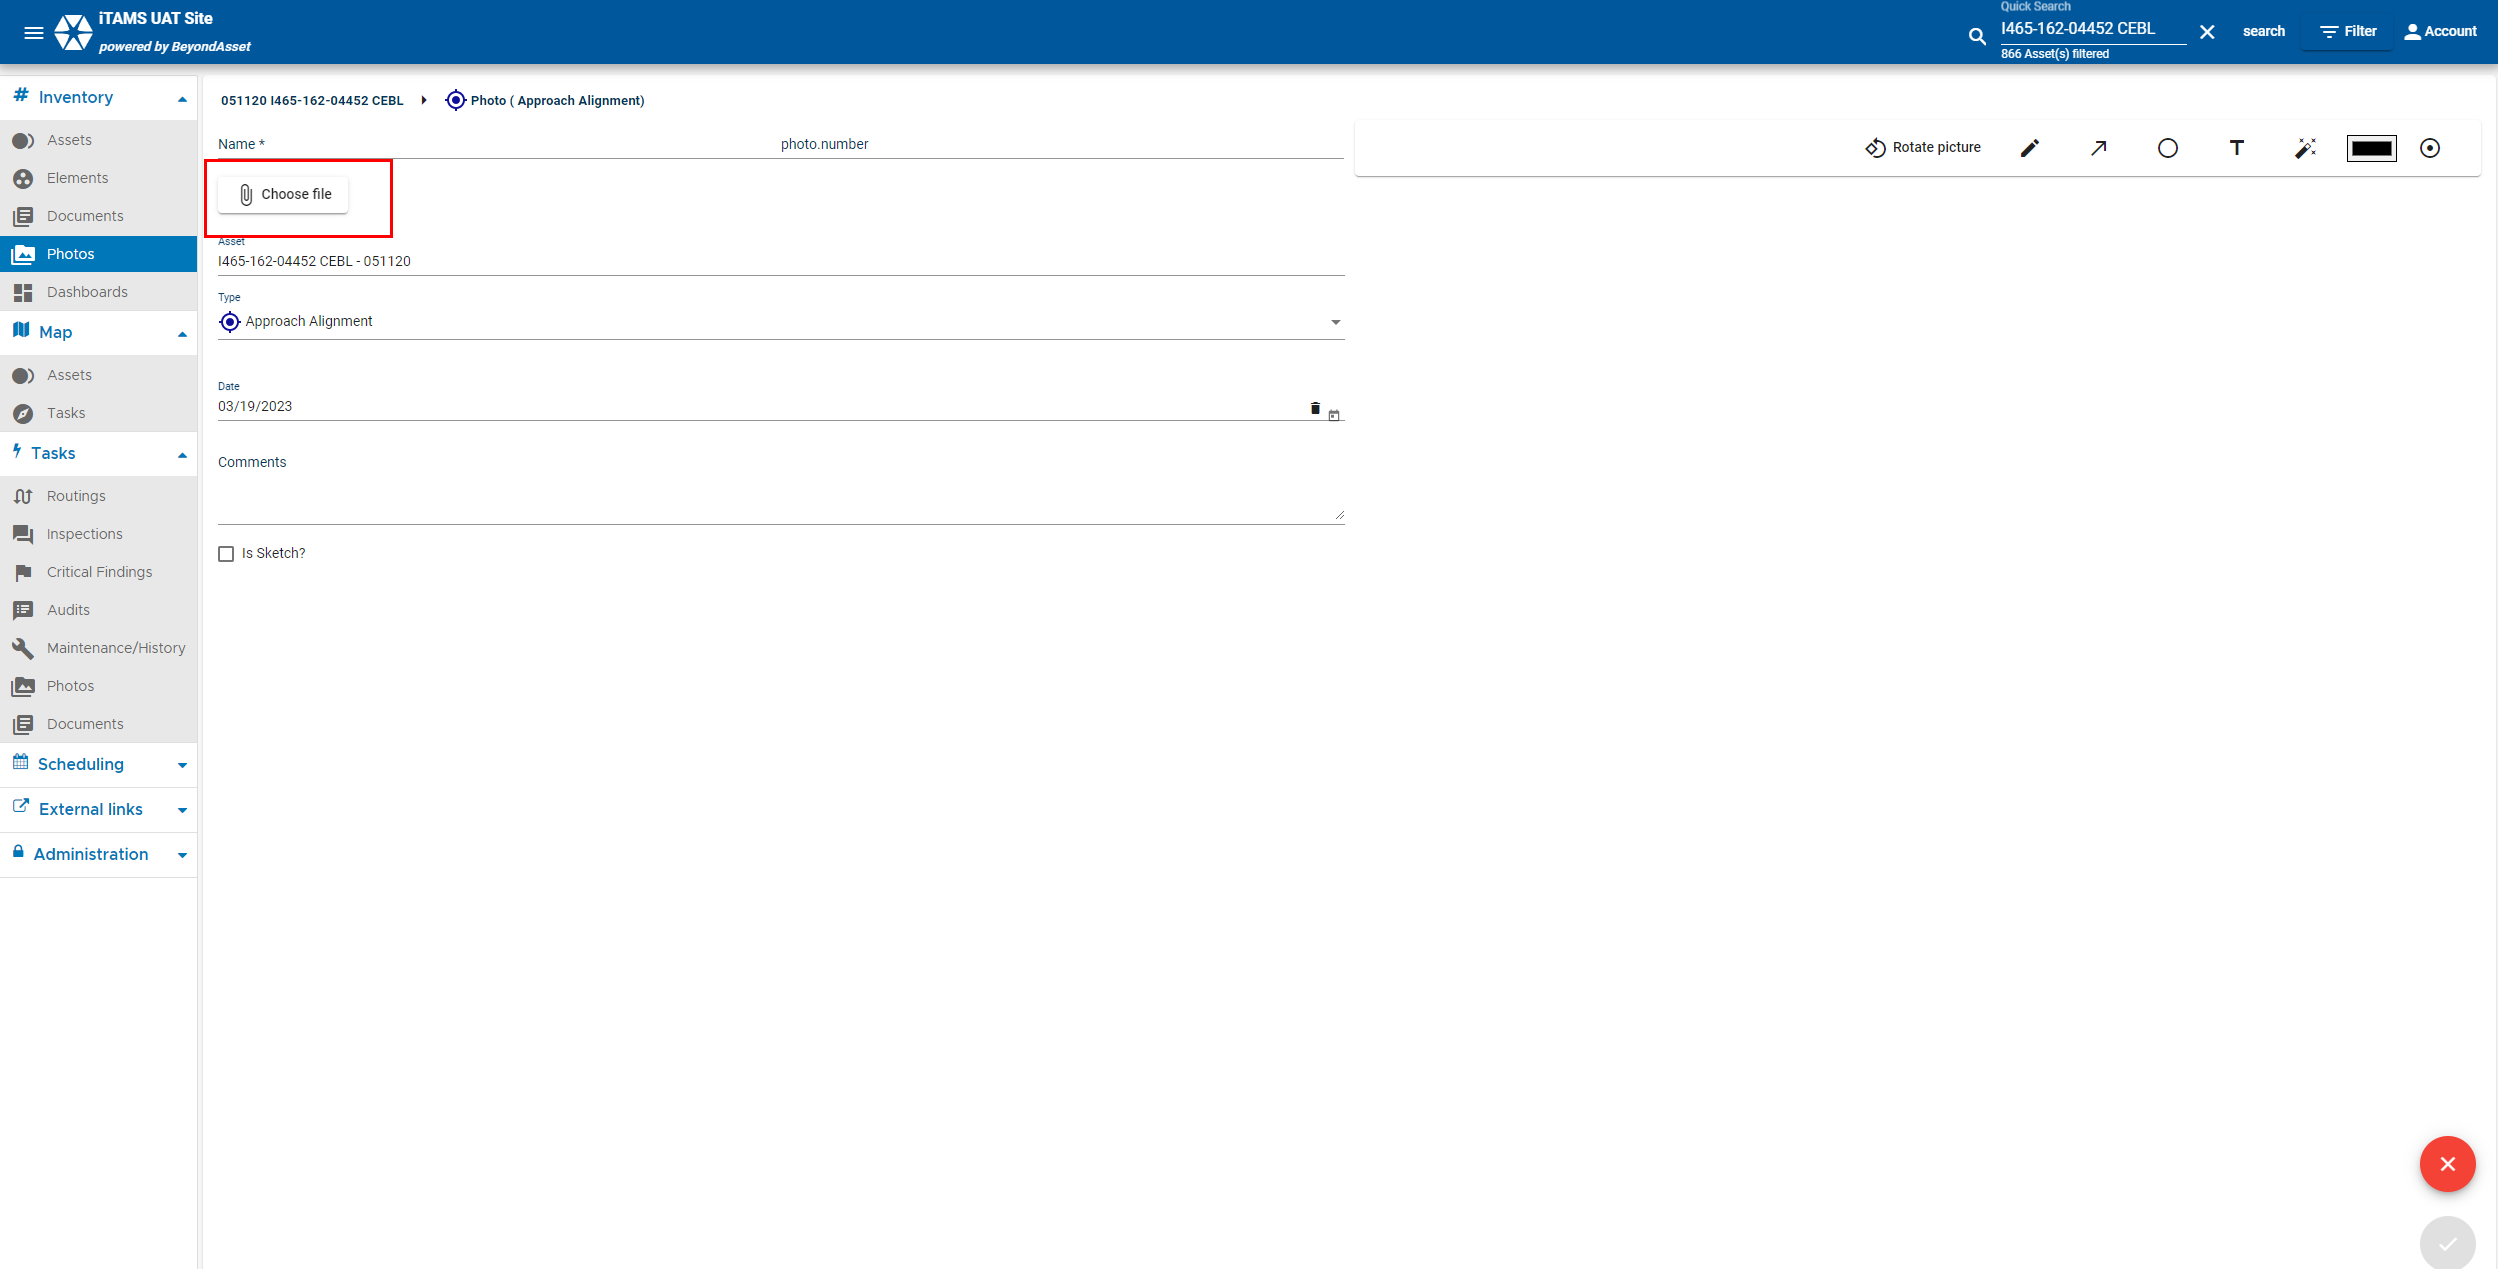 iTAMS UAT Site
powered by BeyondAsset
Quick Search
I465-162-04452 CEBL
866 Asset(s) filtered
search
Filter
Account
Inventory
Assets
Elements
Documents
Photos
Dashboards
Map
Assets
Tasks
Tasks
Routings
Inspections
Critical Findings
Audits
Maintenance/History
Photos
Documents
Scheduling
External links
Administration
051120 I465-162-04452 CEBL
Photo ( Approach Alignment)
Name *
photo.number
Choose file
Asset
I465-162-04452 CEBL - 051120
Type
Approach Alignment
Date
03/19/2023
Comments
Is Sketch?
Rotate picture
T